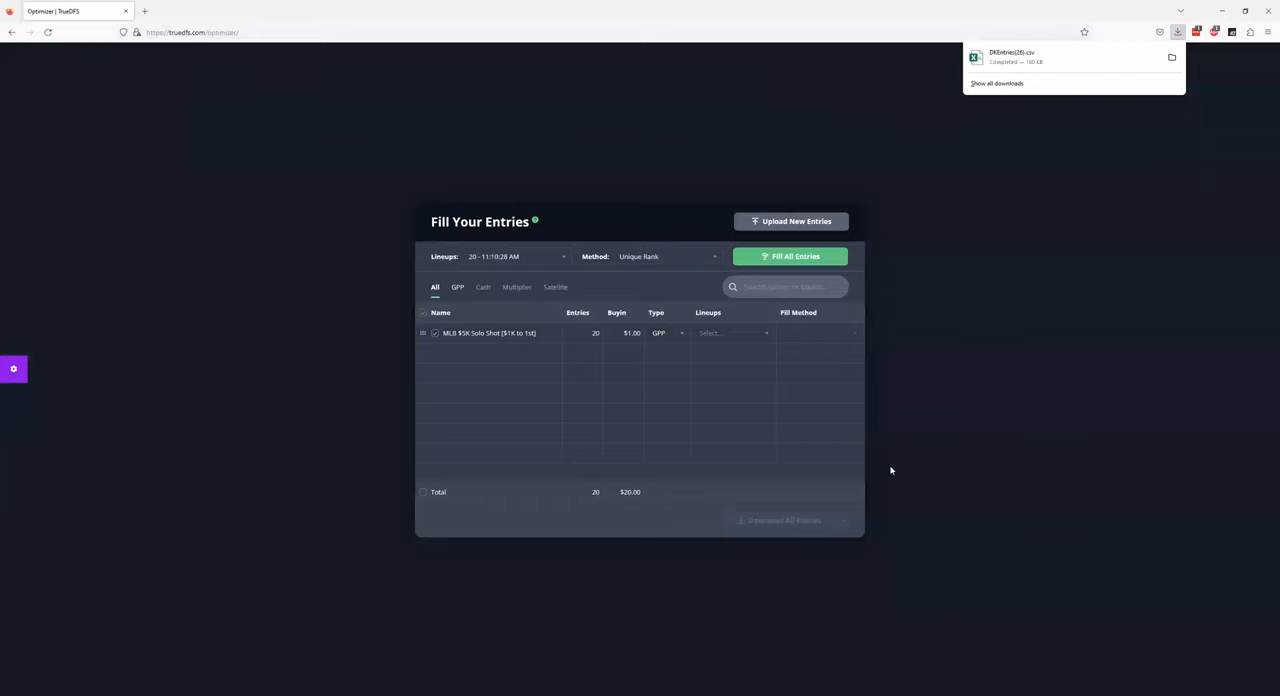 Optimizer | TrueDFS
https://truedfs.com/optimizer/
DKEntries(26).csv
Completed — 160 KB
Show all downloads
Fill Your Entries
Upload New Entries
Lineups: 20 - 11:10:28 AM Method: Unique Rank Fill All Entries
All GPP Cash Multiplier Satellite
Name Entries Buyin Type Lineups Fill Method
MLB $5K Solo Shot [$1K to 1st] 20 $1.00 GPP Select...
Total 20 $20.00
Download All Entries